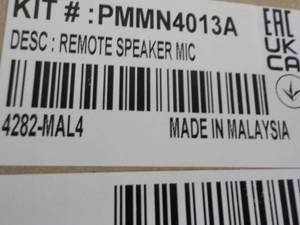 KIT # : PMMN4013A
DESC : REMOTE SPEAKER MIC
4282-MAL4
MADE IN MALAYSIA
EAC
UK
CA